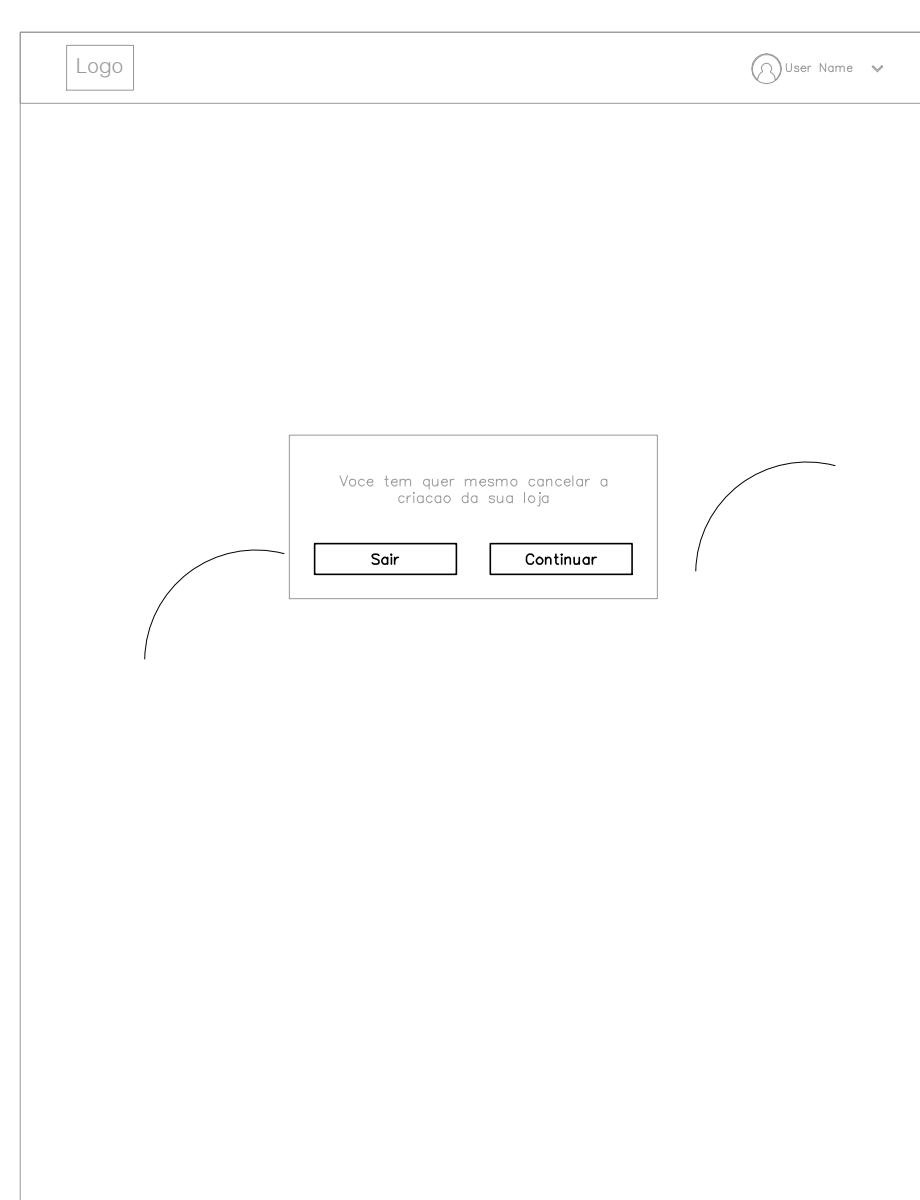 Logo
User Name
Voce tem quer mesmo cancelar a
criacao da sua loja
Sair
Continuar